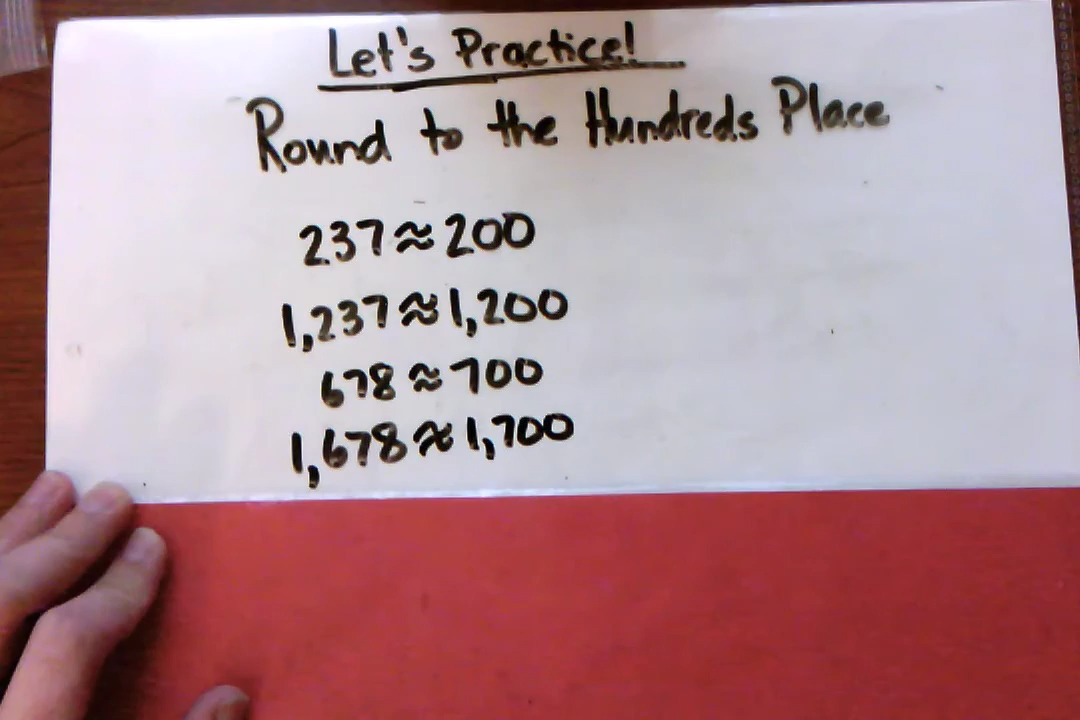 Let's Practice!
Round to the Hundreds Place
237≈200
1,237≈1,200
678≈700
1,678≈1,700